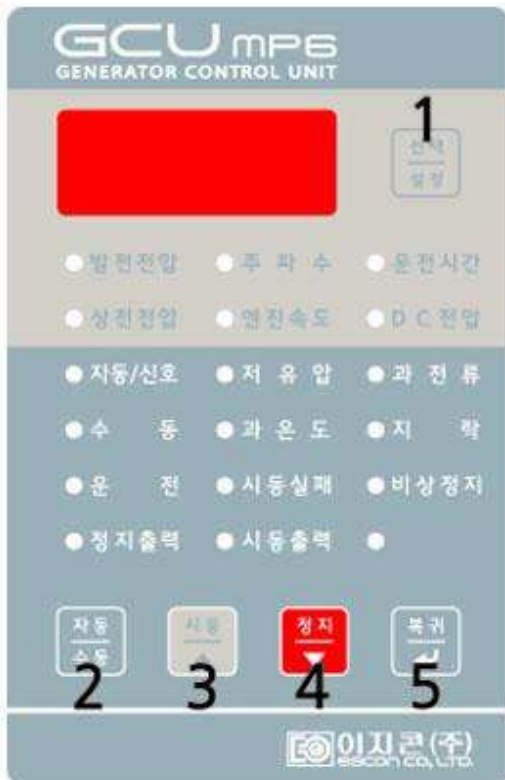 GCU MP6
GENERATOR CONTROL UNIT
1
선택
설정
발전전압 주파수 운전시간
상전전압 엔진속도 DC전압
자동/신호 저유압 과전류
수동 과온도 지락
운전 시동실패 비상정지
정지출력 시동출력
자동 시동 정지 복귀
수동
2 3 4 5
이지콘(주)
ESSCON CO., LTD.